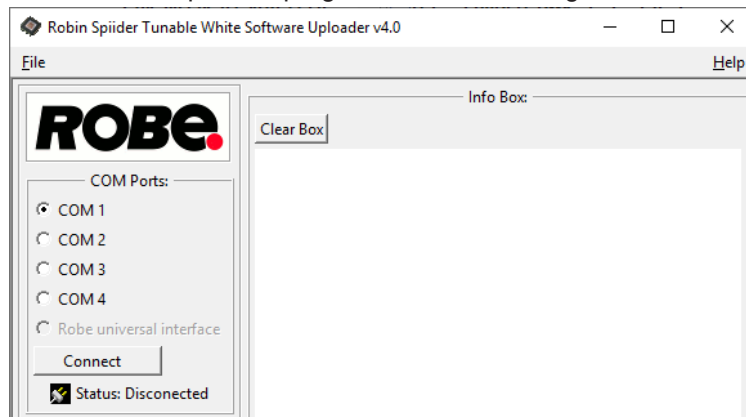 Robin Spiider Tunable White Software Uploader v4.0
File
Help
ROBE
COM Ports:
COM 1
COM 2
COM 3
COM 4
Robe universal interface
Connect
Status: Disconected
Info Box:
Clear Box